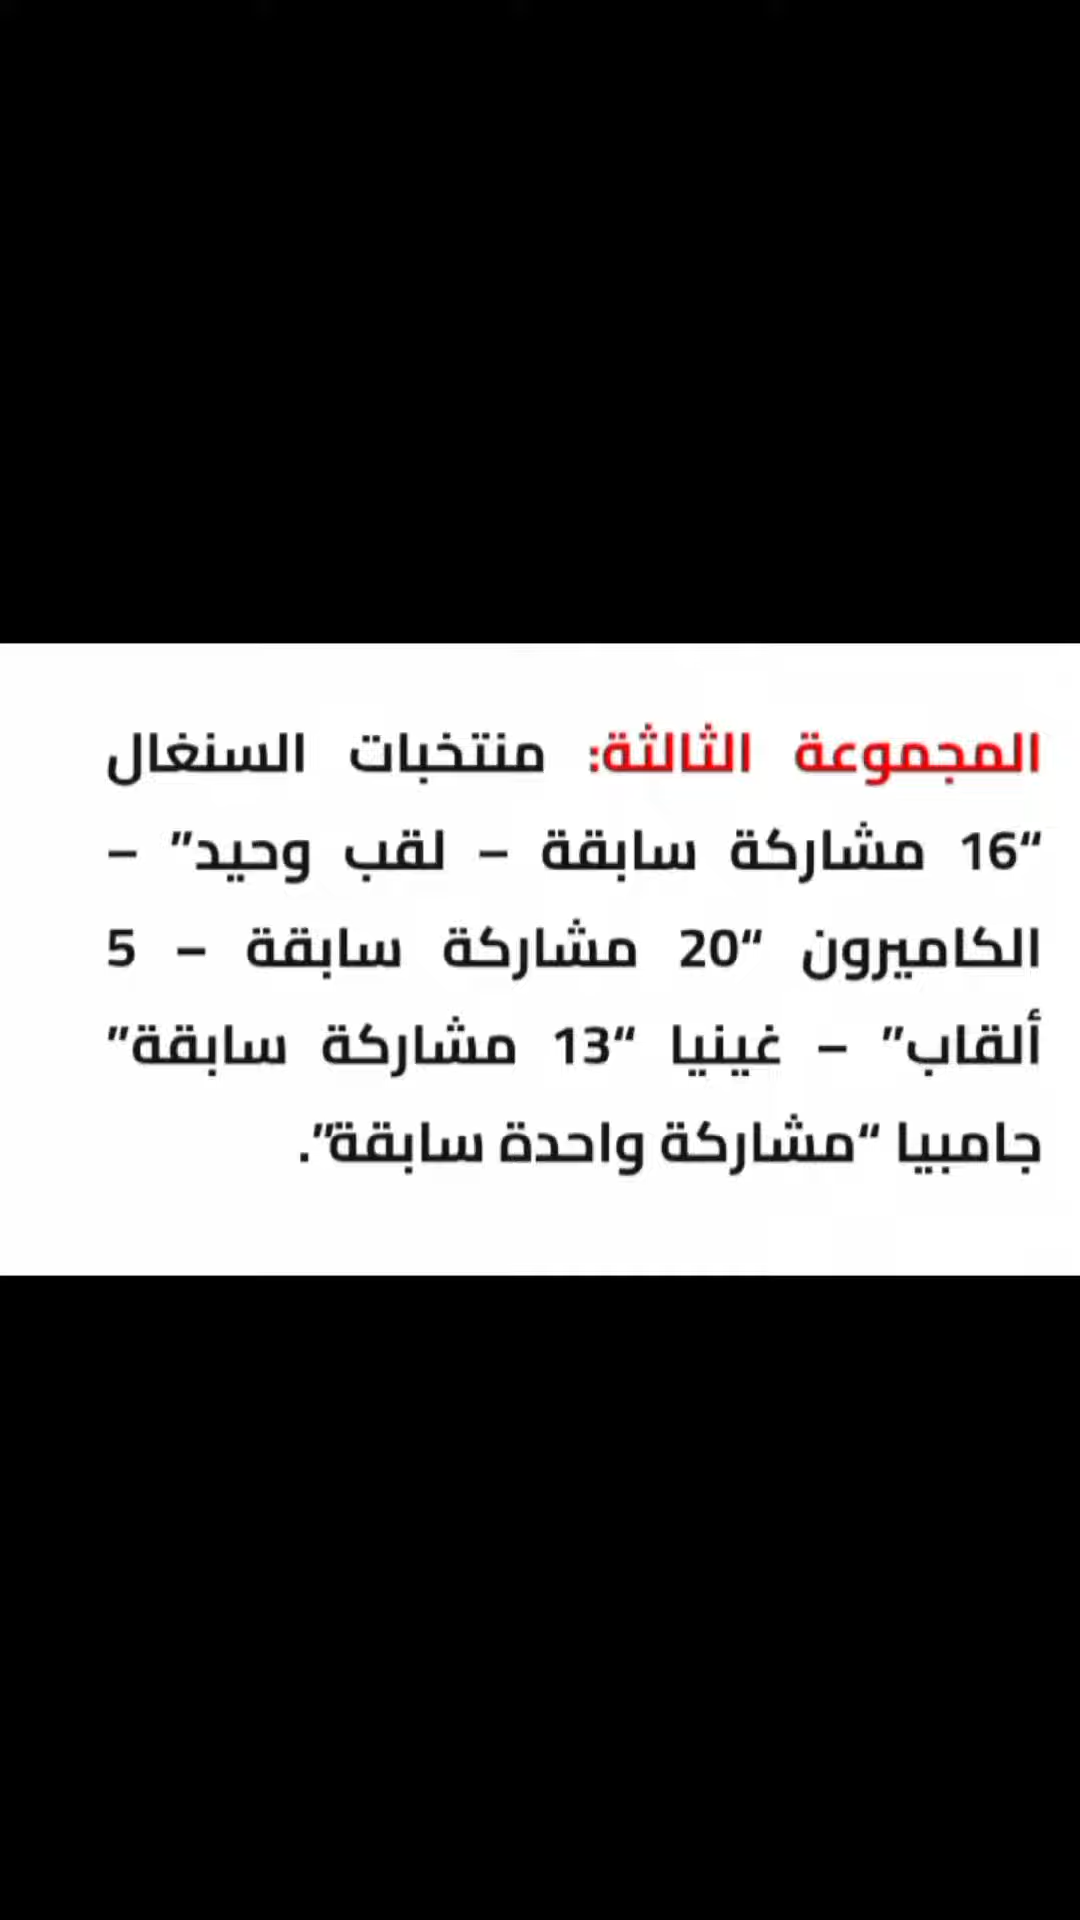 المجموعة الثالثة: منتخبات السنغال
“16 مشاركة سابقة – لقب وحيد” –
الكاميرون “20 مشاركة سابقة – 5
ألقاب” – غينيا “13 مشاركة سابقة”
جامبيا “مشاركة واحدة سابقة”.